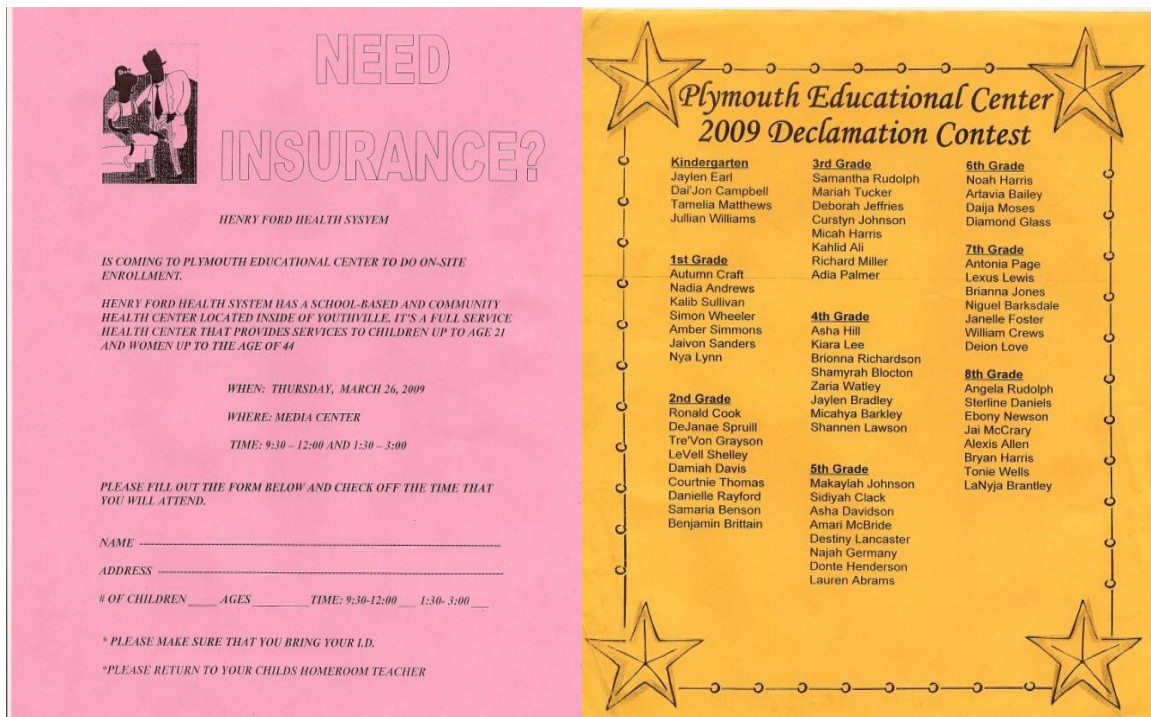 NEED
INSURANCE?
HENRY FORD HEALTH SYSYEM
IS COMING TO PLYMOUTH EDUCATIONAL CENTER TO DO ON-SITE
ENROLLMENT.
HENRY FORD HEALTH SYSTEM HAS A SCHOOL-BASED AND COMMUNITY
HEALTH CENTER LOCATED INSIDE OF YOUTHVILLE. IT'S A FULL SERVICE
HEALTH CENTER THAT PROVIDES SERVICES TO CHILDREN UP TO AGE 21
AND WOMEN UP TO THE AGE OF 44
WHEN: THURSDAY, MARCH 26, 2009
WHERE: MEDIA CENTER
TIME: 9:30 – 12:00 AND 1:30 – 3:00
PLEASE FILL OUT THE FORM BELOW AND CHECK OFF THE TIME THAT
YOU WILL ATTEND.
NAME
ADDRESS
# OF CHILDREN _____ AGES _________ TIME: 9:30-12:00 ___ 1:30- 3:00 ___
* PLEASE MAKE SURE THAT YOU BRING YOUR I.D.
*PLEASE RETURN TO YOUR CHILDS HOMEROOM TEACHER
Plymouth Educational Center
2009 Declamation Contest
Kindergarten
Jaylen Earl
Dai'Jon Campbell
Tamelia Matthews
Jullian Williams
1st Grade
Autumn Craft
Nadia Andrews
Kalib Sullivan
Simon Wheeler
Amber Simmons
Jaivon Sanders
Nya Lynn
2nd Grade
Ronald Cook
DeJanae Spruill
Tre'Von Grayson
LeVell Shelley
Damiah Davis
Courtnie Thomas
Danielle Rayford
Samaria Benson
Benjamin Brittain
3rd Grade
Samantha Rudolph
Mariah Tucker
Deborah Jeffries
Curstyn Johnson
Micah Harris
Kahlid Ali
Richard Miller
Adia Palmer
4th Grade
Asha Hill
Kiara Lee
Brionna Richardson
Shamyrah Blocton
Zaria Watley
Jaylen Bradley
Micahya Barkley
Shannen Lawson
5th Grade
Makaylah Johnson
Sidiyah Clack
Asha Davidson
Amari McBride
Destiny Lancaster
Najah Germany
Donte Henderson
Lauren Abrams
6th Grade
Noah Harris
Artavia Bailey
Daija Moses
Diamond Glass
7th Grade
Antonia Page
Lexus Lewis
Brianna Jones
Niguel Barksdale
Janelle Foster
William Crews
Deion Love
8th Grade
Angela Rudolph
Sterline Daniels
Ebony Newson
Jai McCrary
Alexis Allen
Bryan Harris
Tonie Wells
LaNyja Brantley